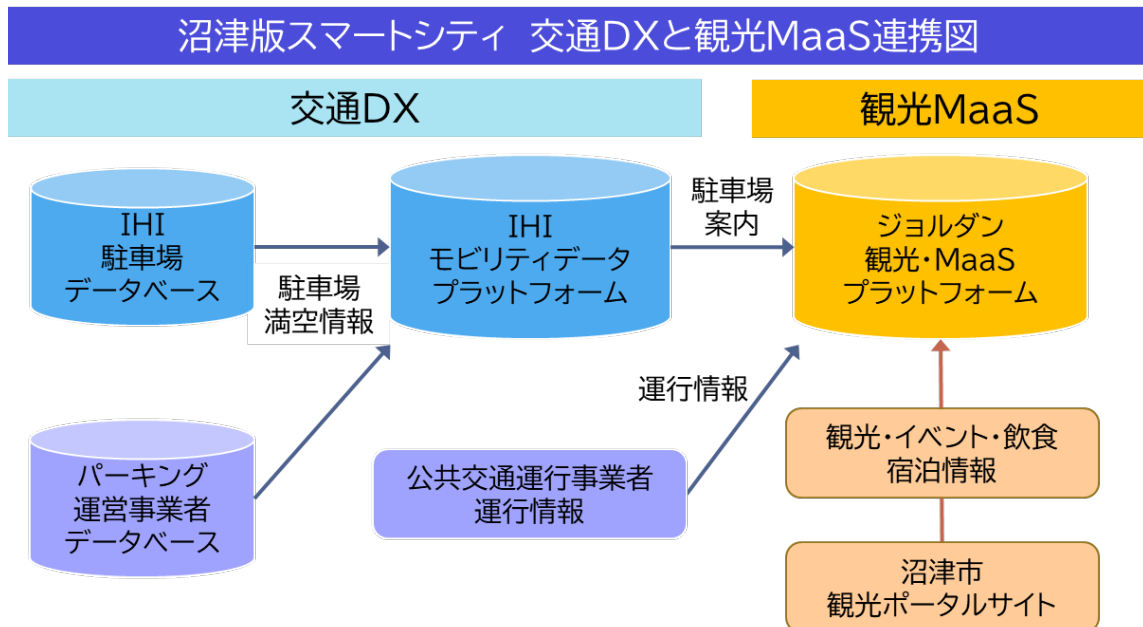 沼津版スマートシティ 交通DXと観光MaaS連携図
交通DX
観光MaaS
IHI
駐車場
データベース
駐車場
満空情報
IHI
モビリティデータ
プラットフォーム
駐車場
案内
ジョルダン
観光・MaaS
プラットフォーム
運行情報
パーキング
運営事業者
データベース
公共交通運行事業者
運行情報
観光・イベント・飲食
宿泊情報
沼津市
観光ポータルサイト